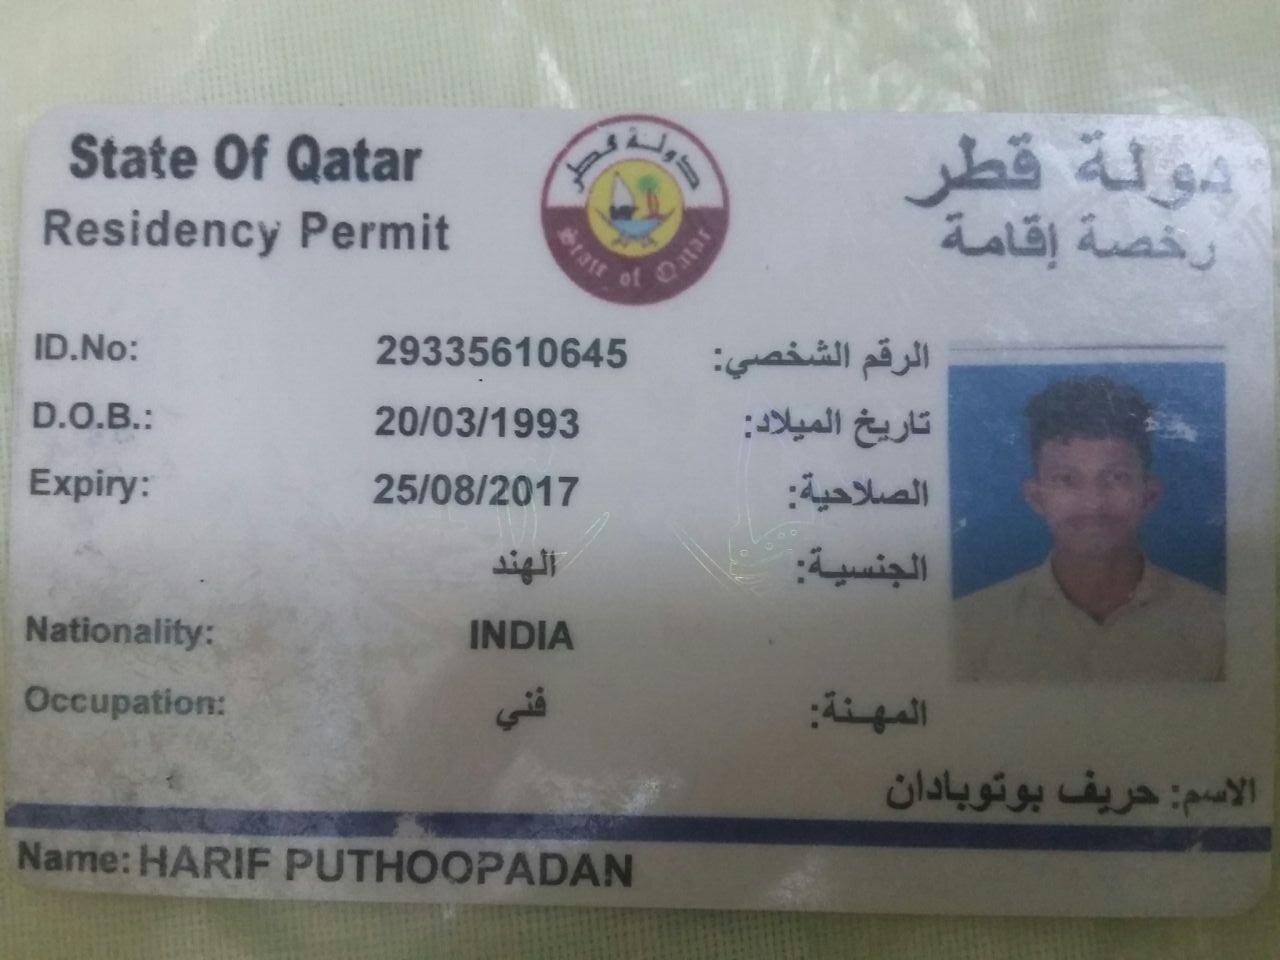 State Of Qatar
دولة قطر
Residency Permit
رخصة إقامة
دولة قطر
State of Qatar
ID.No: 29335610645 الرقم الشخصي:
D.O.B.: 20/03/1993 تاريخ الميلاد:
Expiry: 25/08/2017 الصلاحية:
الهند الجنسية:
Nationality: INDIA
Occupation: فني المهنة:
الاسم: حريف بوتوبادان
Name: HARIF PUTHOOPADAN